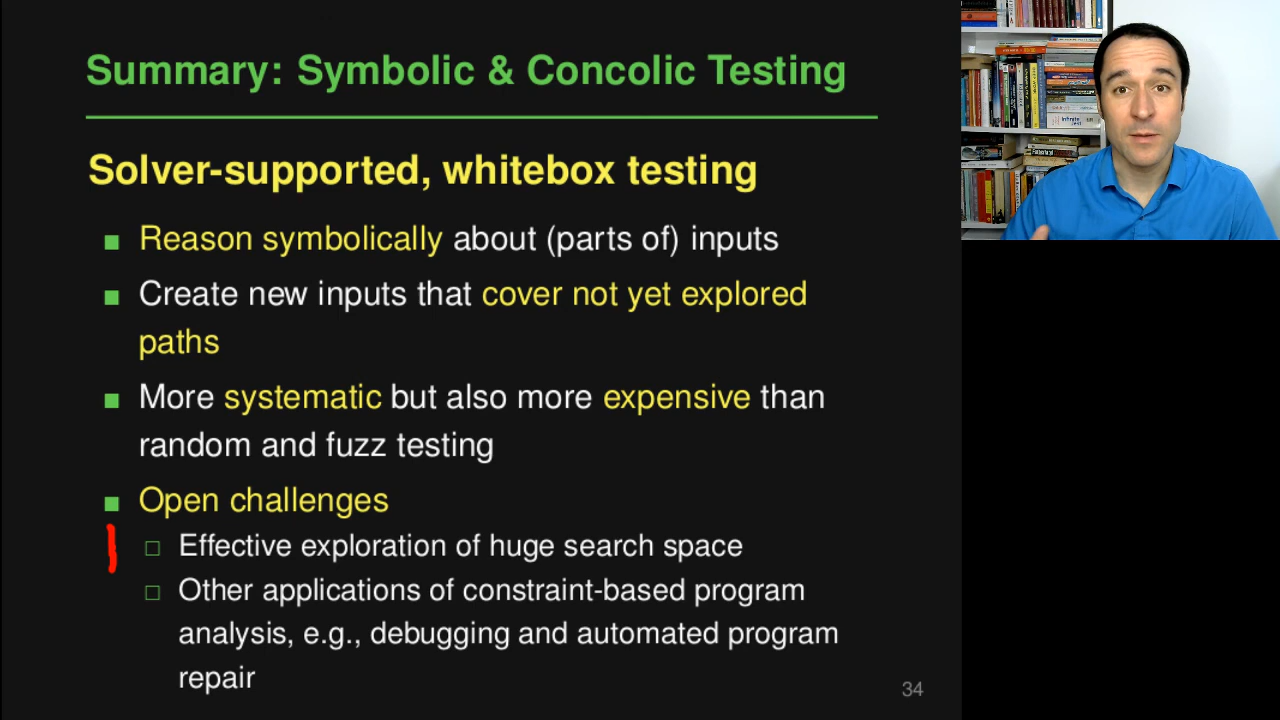 Summary: Symbolic & Concolic Testing
Solver-supported, whitebox testing
Reason symbolically about (parts of) inputs
Create new inputs that cover not yet explored
paths
More systematic but also more expensive than
random and fuzz testing
Open challenges
Effective exploration of huge search space
Other applications of constraint-based program
analysis, e.g., debugging and automated program
repair
34